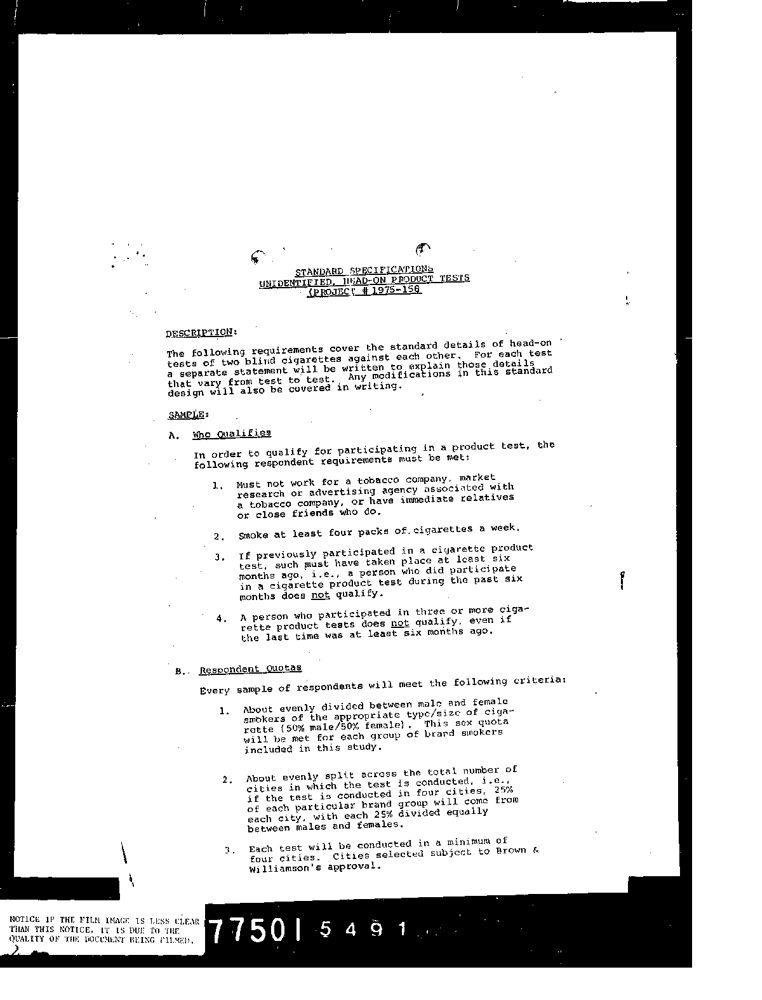 STANDARD SPECIFICATIONS
UNIDENTIFIED, HEAD-ON PRODUCT TESTS
(PROJECT # 1975-158
DESCRIPTION:
The following requirements cover the standard details of head-on
tests of two blind cigarettes against each other. For each test
a separate statement will be written to explain those details
that vary from test to test. Any modifications in this standard
design will also be covered in writing.
SAMPLE:
A. Who Qualifies
In order to qualify for participating in a product test, the
following respondent requirements must be met:
1. Must not work for a tobacco company, market
research or advertising agency associated with
a tobacco company, or have immediate relatives
or close friends who do.
2. Smoke at least four packs of cigarettes a week.
3. If previously participated in a cigarette product
test, such must have taken place at least six
months ago, i.e., a person who did participate
in a cigarette product test during the past six
months does not qualify.
4. A person who participated in three or more ciga-
rette product tests does not qualify, even if
the last time was at least six months ago.
B. Respondent Quotas
Every sample of respondents will meet the following criteria:
1. About evenly divided between male and female
smokers of the appropriate type/size of ciga-
rette (50% male/50% female). This sex quota
will be met for each group of brand smokers
included in this study.
2. About evenly split across the total number of
cities in which the test is conducted, i.e.,
if the test is conducted in four cities, 25%
of each particular brand group will come from
each city, with each 25% divided equally
between males and females.
3. Each test will be conducted in a minimum of
four cities. Cities selected subject to Brown &
Williamson's approval.
NOTICE IF THE FILM IMAGE IS LESS CLEAR
THAN THIS NOTICE, IT IS DUE TO THE
QUALITY OF THE DOCUMENT BEING FILMED.
77501 5491